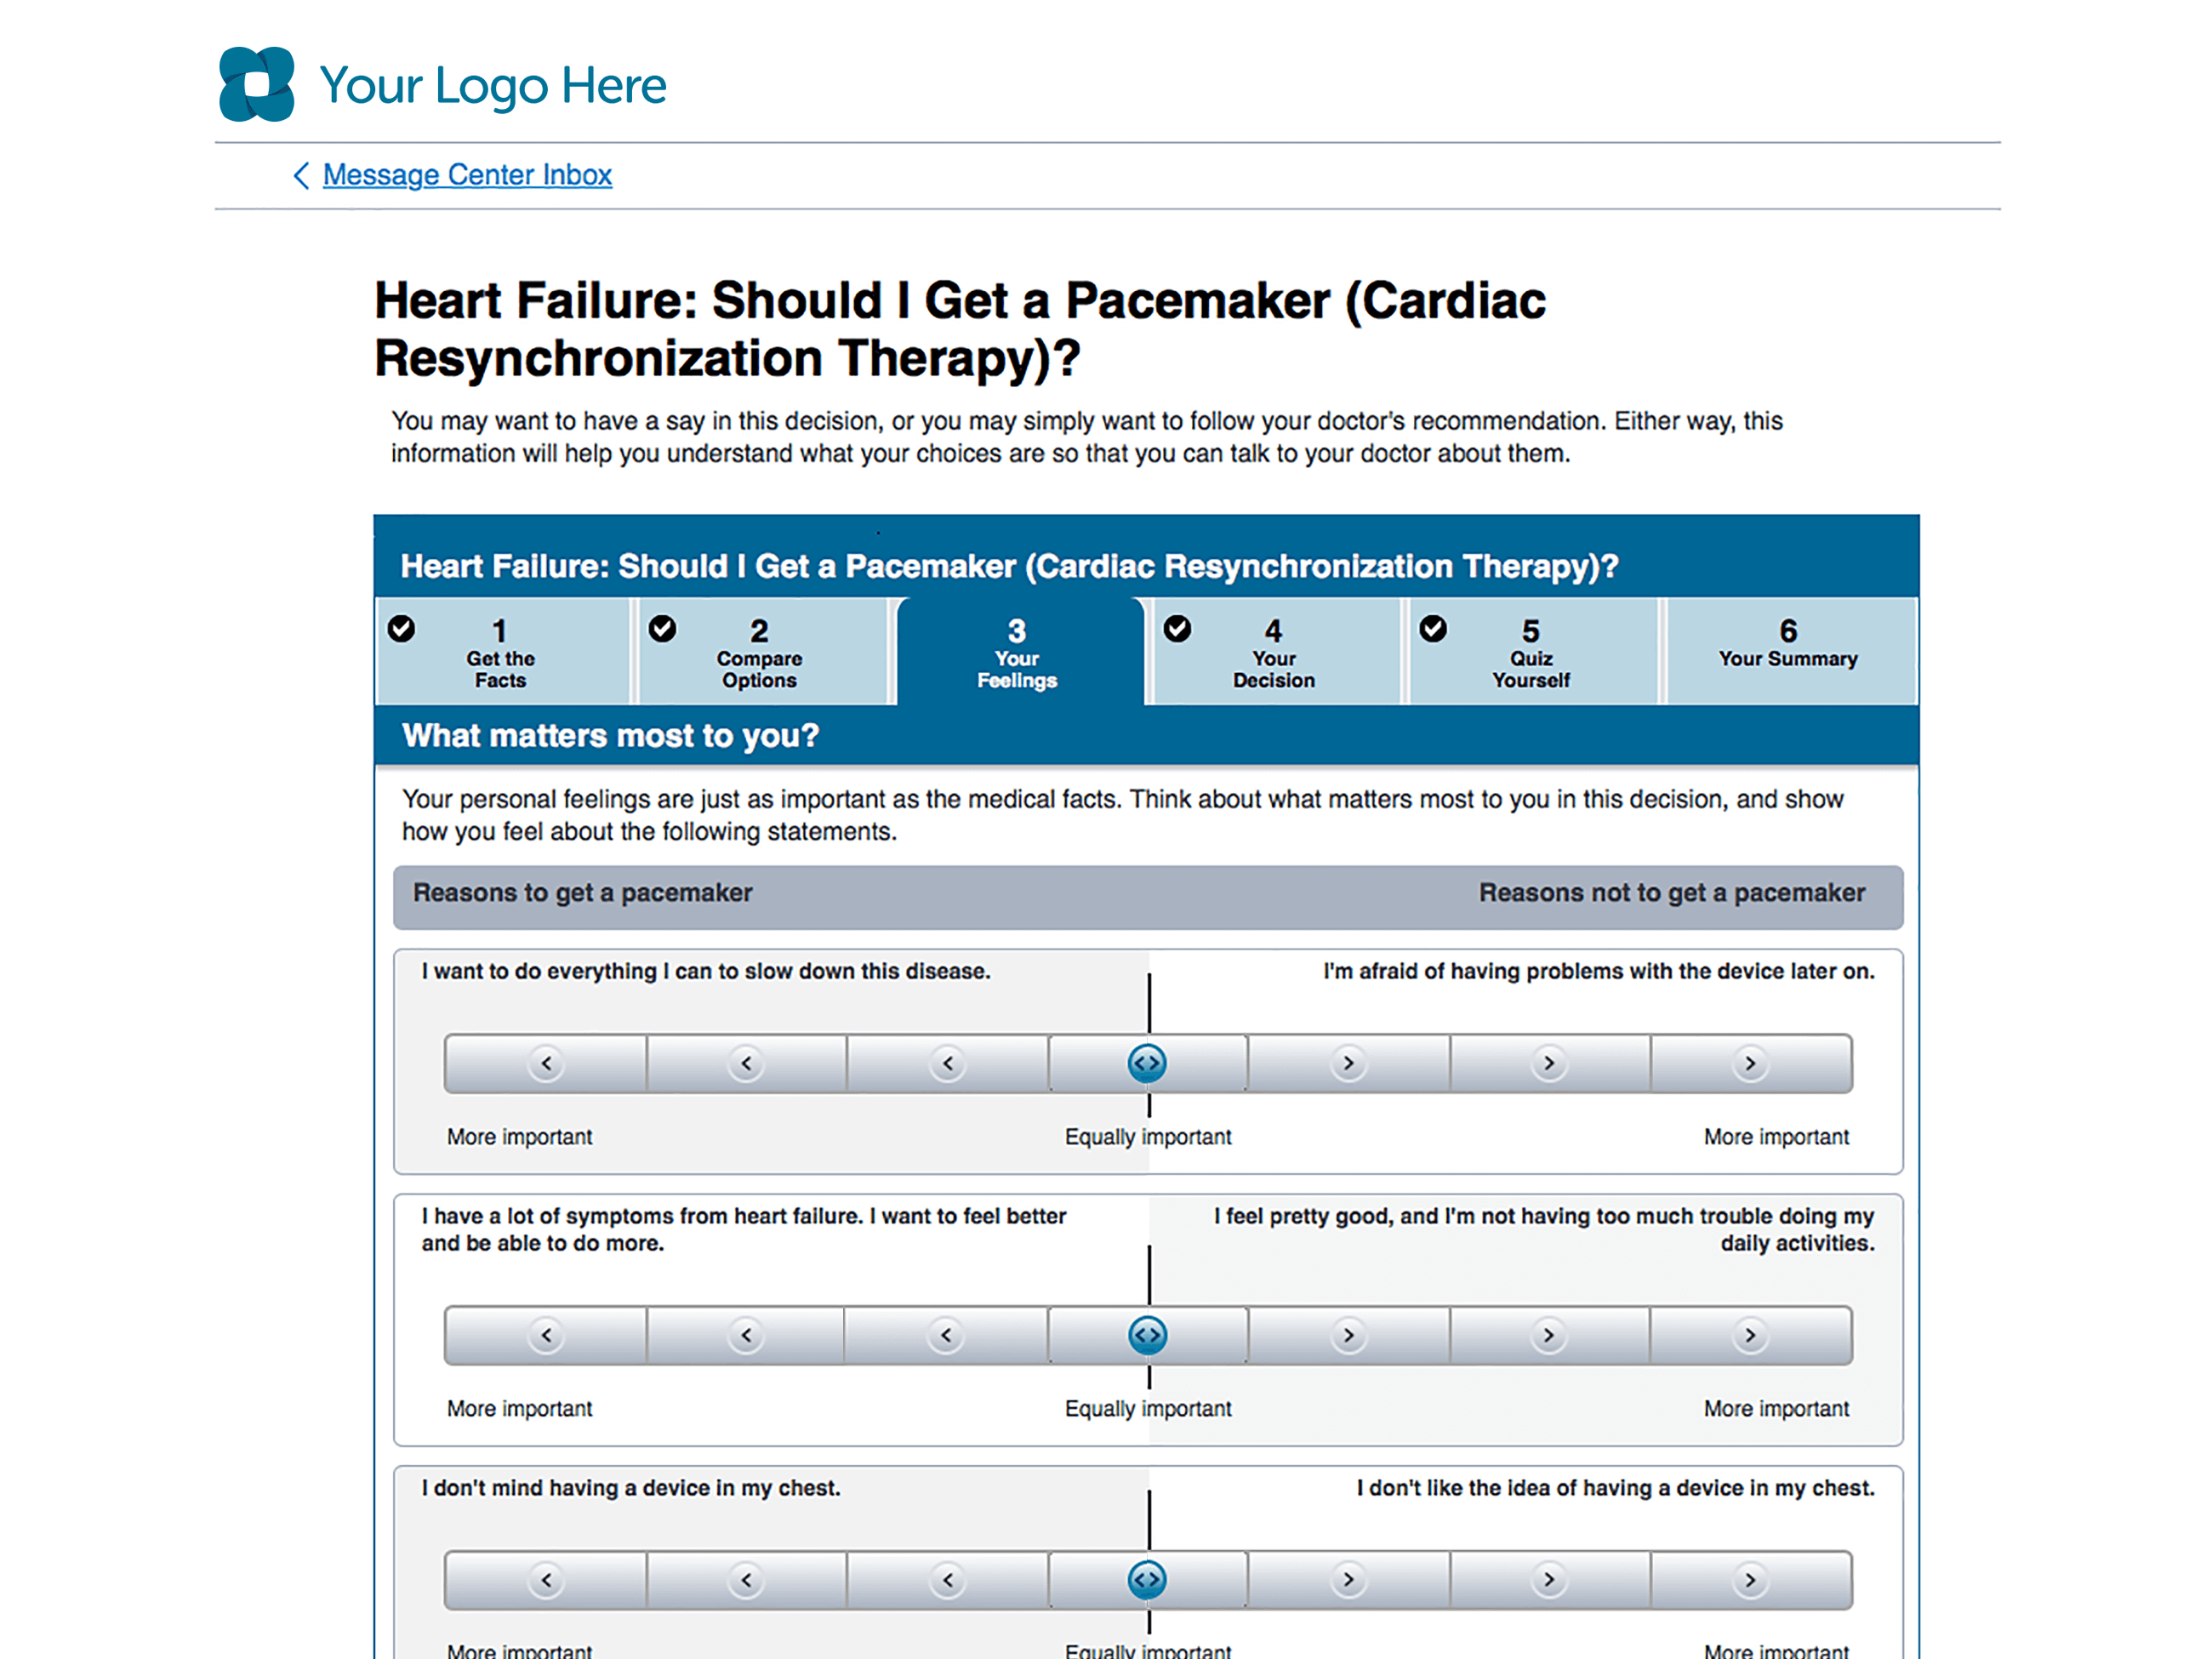 Your Logo Here
Message Center Inbox
Heart Failure: Should I Get a Pacemaker (Cardiac
Resynchronization Therapy)?
You may want to have a say in this decision, or you may simply want to follow your doctor's recommendation. Either way, this
information will help you understand what your choices are so that you can talk to your doctor about them.
Heart Failure: Should I Get a Pacemaker (Cardiac Resynchronization Therapy)?
1
Get the
Facts
2
Compare
Options
3
Your
Feelings
4
Your
Decision
5
Quiz
Yourself
6
Your Summary
What matters most to you?
Your personal feelings are just as important as the medical facts. Think about what matters most to you in this decision, and show
how you feel about the following statements.
Reasons to get a pacemaker
Reasons not to get a pacemaker
I want to do everything I can to slow down this disease.
I'm afraid of having problems with the device later on.
More important
Equally important
More important
I have a lot of symptoms from heart failure. I want to feel better
and be able to do more.
I feel pretty good, and I'm not having too much trouble doing my
daily activities.
More important
Equally important
More important
I don't mind having a device in my chest.
I don't like the idea of having a device in my chest.
More important
Equally important
More important